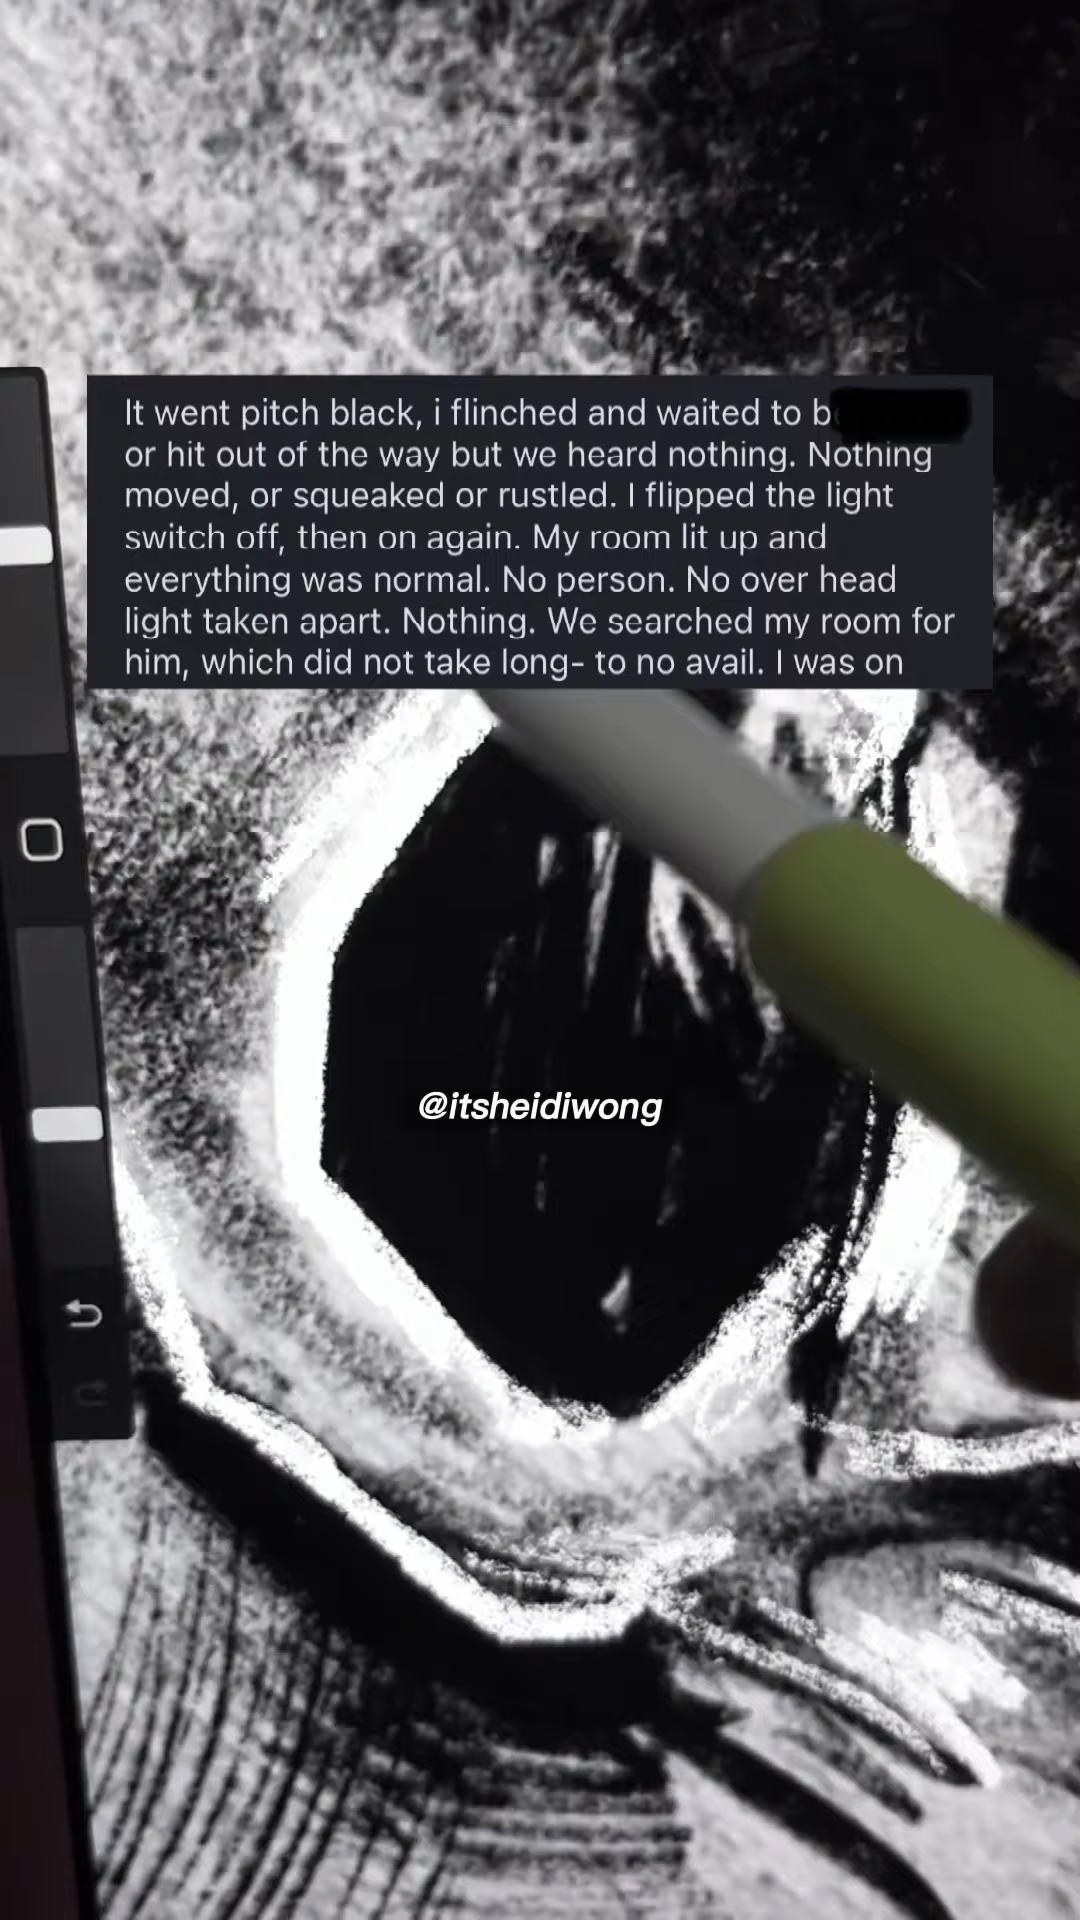 It went pitch black, i flinched and waited to
or hit out of the way but we heard nothing. Nothing
moved, or squeaked or rustled. I flipped the light
switch off, then on again. My room lit up and
everything was normal. No person. No over head
light taken apart. Nothing. We searched my room for
him, which did not take long- to no avail. I was on
@itsheidiwong